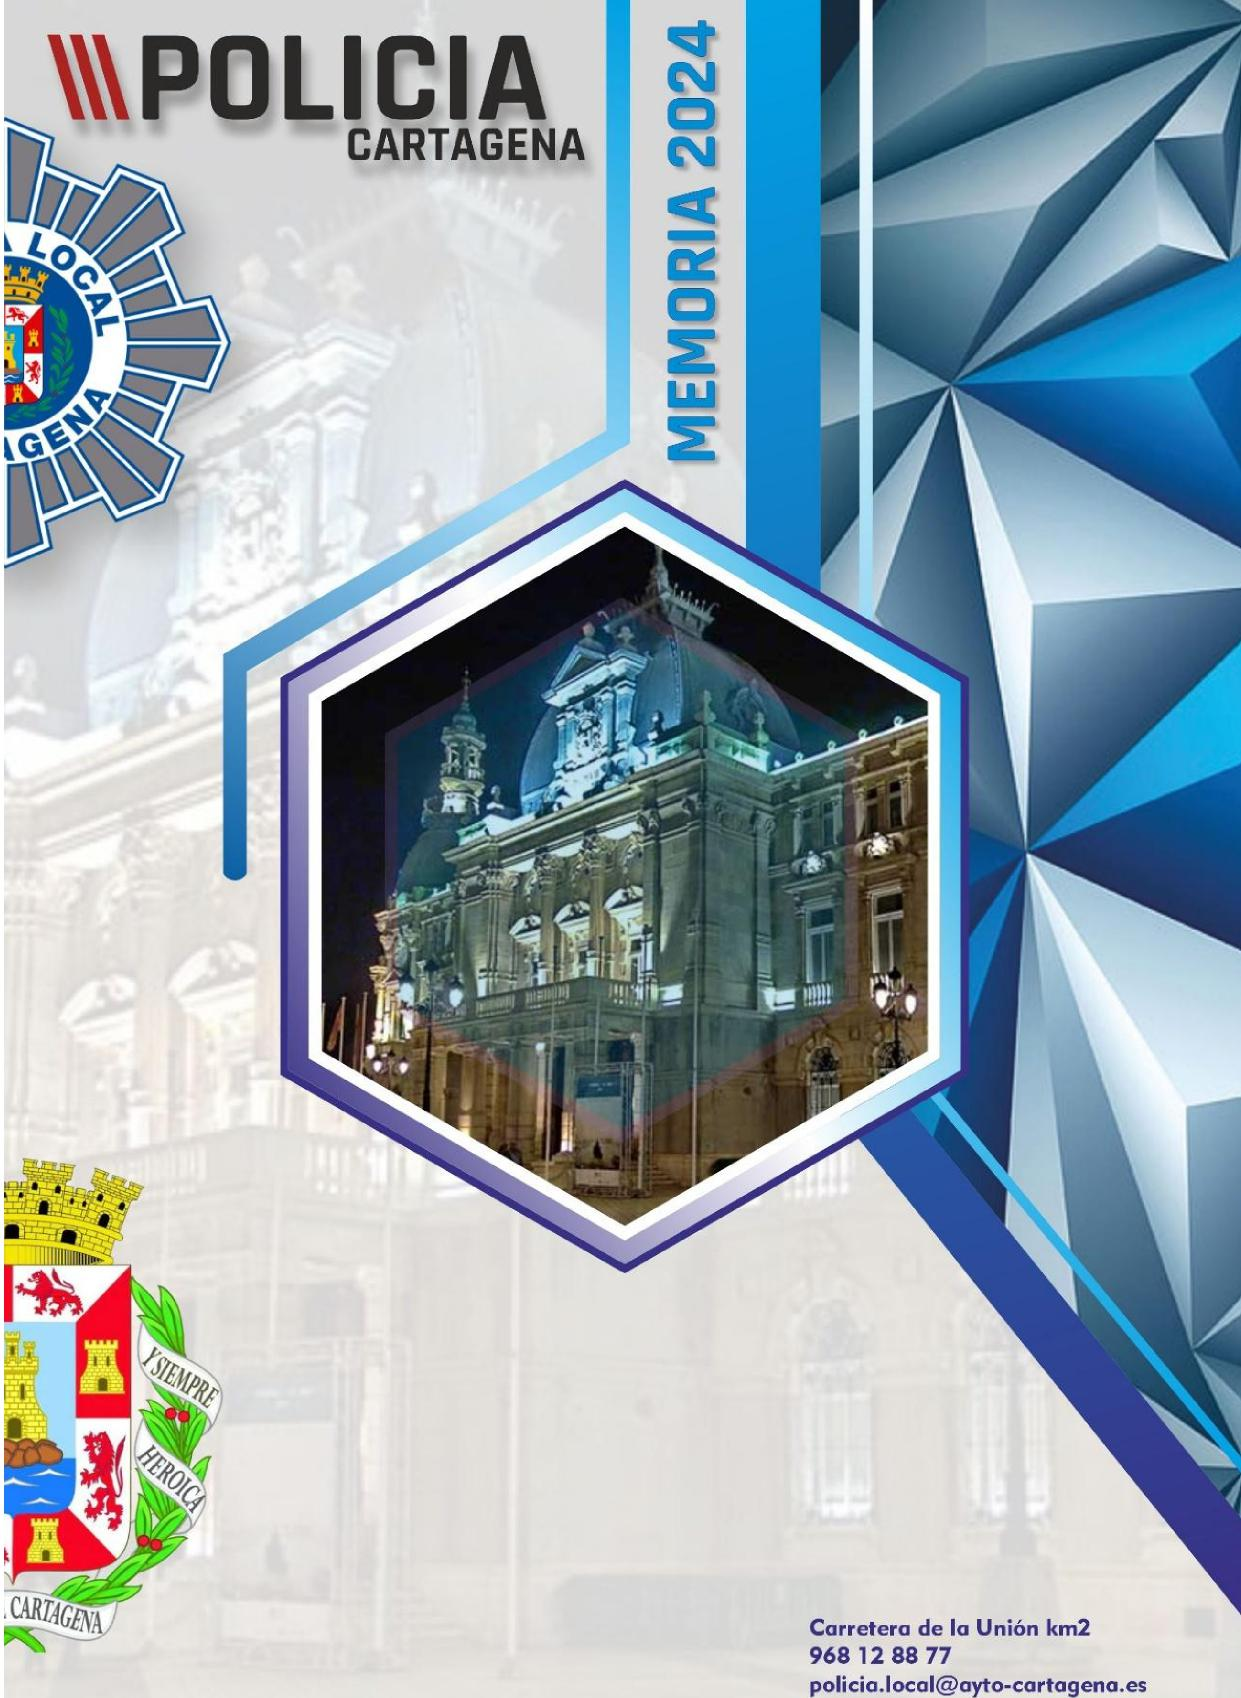 POLICIA
CARTAGENA
MEMORIA 2024
LOCAL
Y SIEMPRE
HEROICA
CARTAGENA
Carretera de la Unión km2
968 12 88 77
policia.local@ayto-cartagena.es